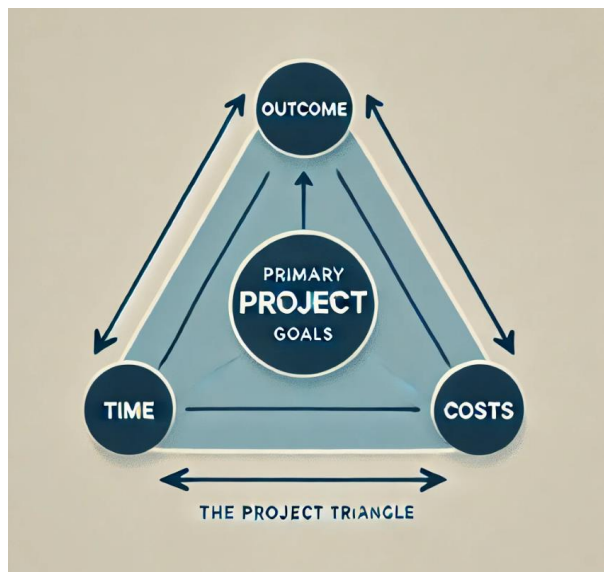 OUTCOME
PRIMARY
PROJECT
GOALS
TIME
COSTS
THE PROJECT TRIANGLE